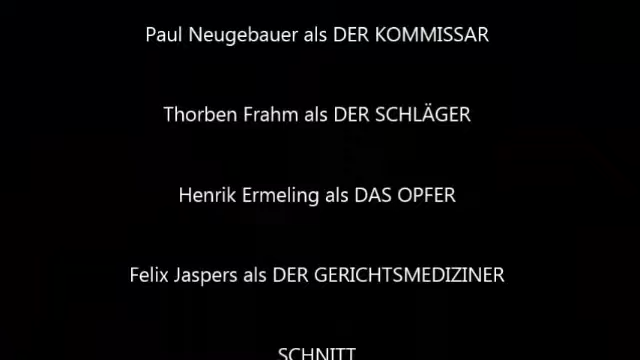 Paul Neugebauer als DER KOMMISSAR
Thorben Frahm als DER SCHLÄGER
Henrik Ermeling als DAS OPFER
Felix Jaspers als DER GERICHTSMEDIZINER
SCHNITT